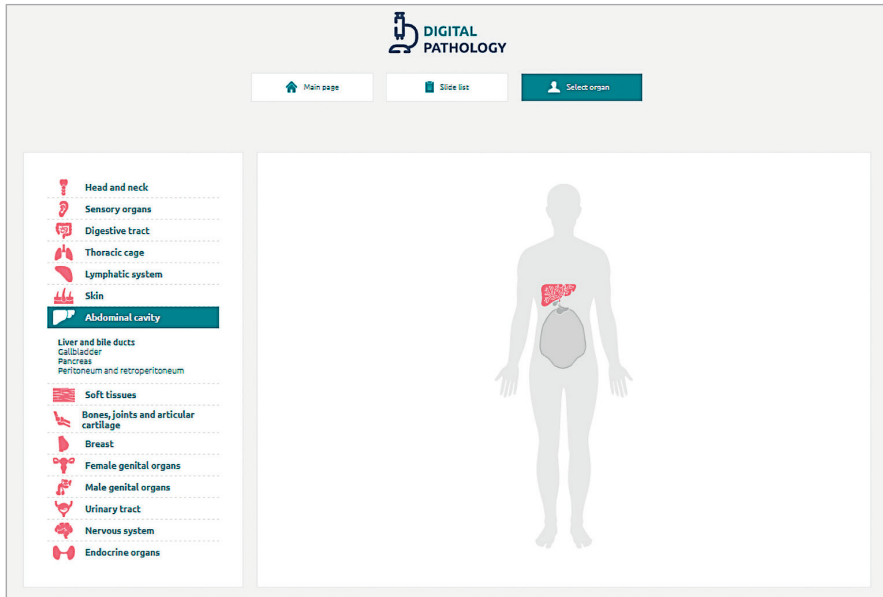 DIGITAL
PATHOLOGY
Main page
Slide list
Select organ
Head and neck
Sensory organs
Digestive tract
Thoracic cage
Lymphatic system
Skin
Abdominal cavity
Liver and bile ducts
Gallbladder
Pancreas
Peritoneum and retroperitoneum
Soft tissues
Bones, joints and articular
cartilage
Breast
Female genital organs
Male genital organs
Urinary tract
Nervous system
Endocrine organs